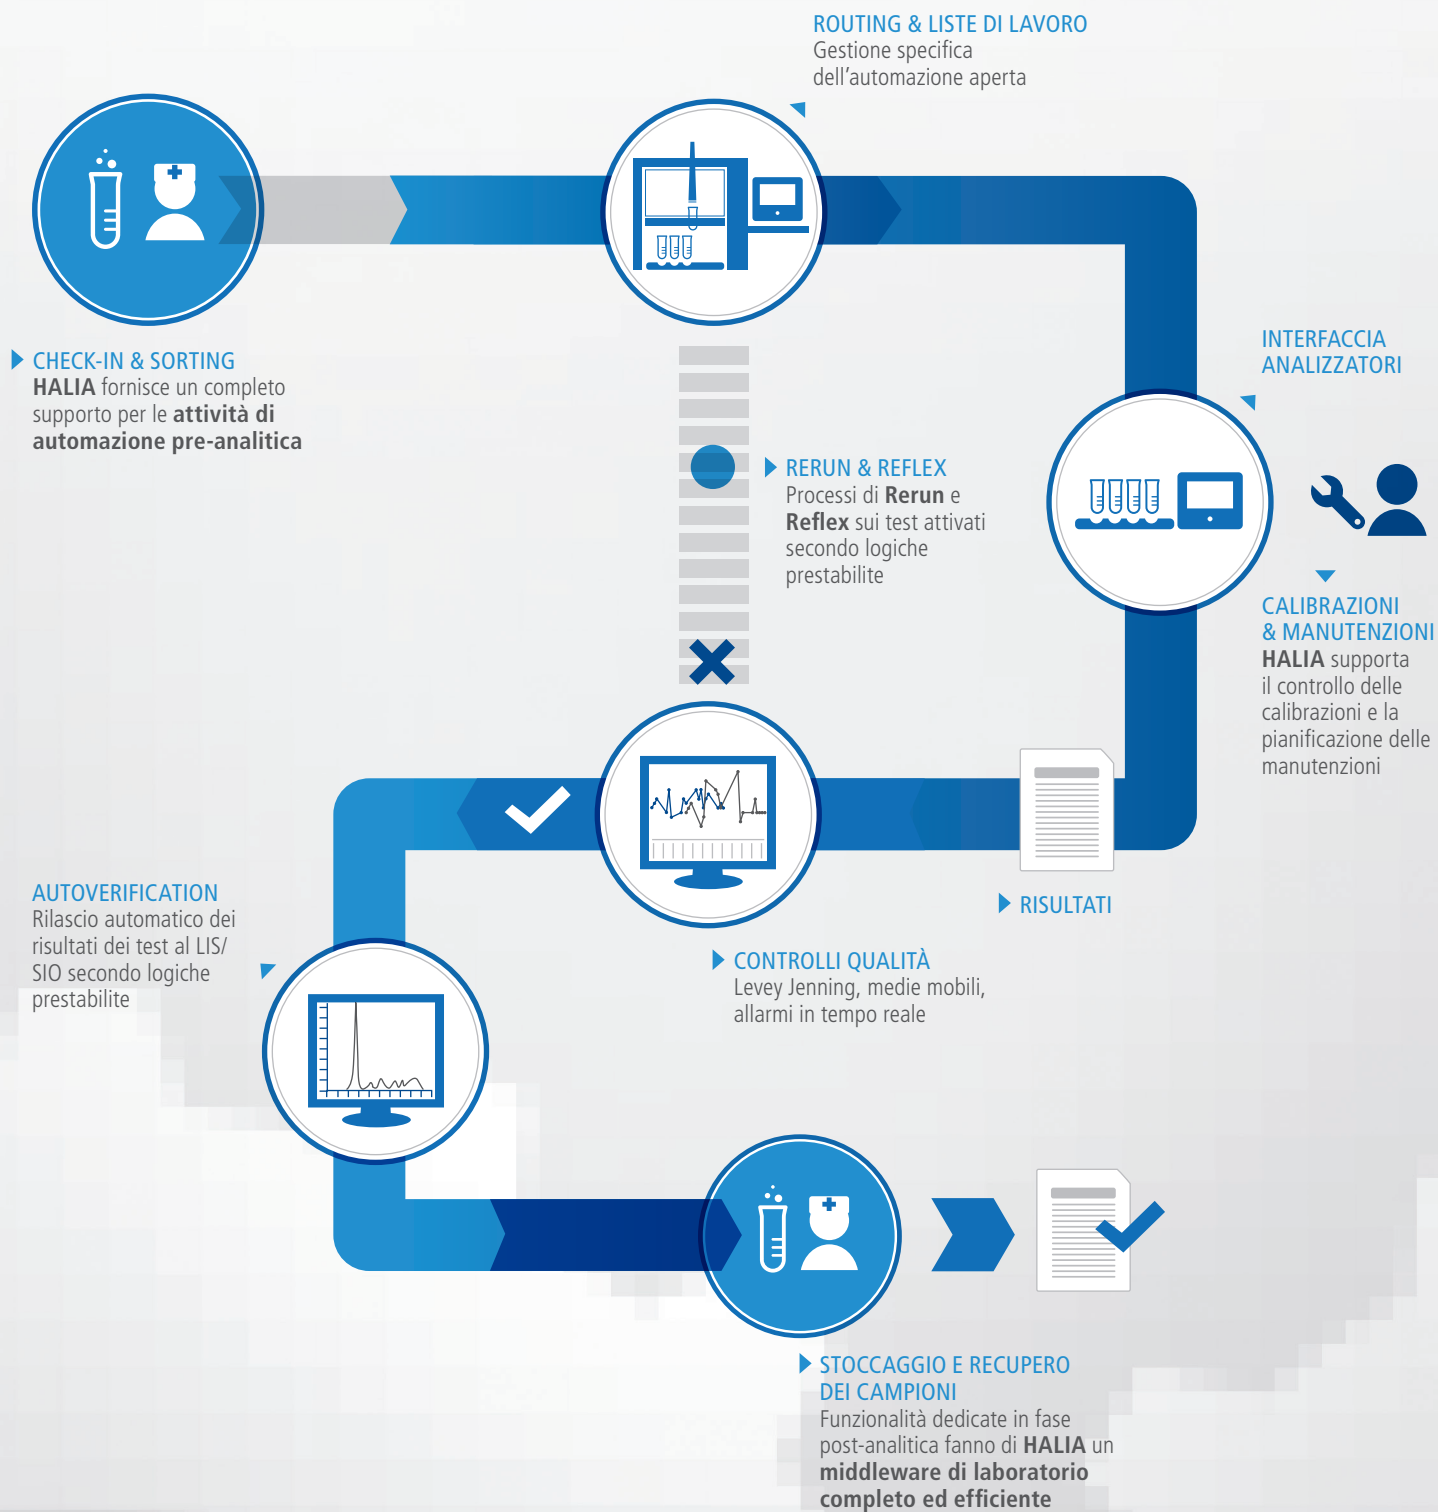 ROUTING & LISTE DI LAVORO
Gestione specifica
dell'automazione aperta
CHECK-IN & SORTING
HALIA fornisce un completo
supporto per le attività di
automazione pre-analitica
INTERFACCIA
ANALIZZATORI
RERUN & REFLEX
Processi di Rerun e
Reflex sui test attivati
secondo logiche
prestabilite
CALIBRAZIONI
& MANUTENZIONI
HALIA supporta
il controllo delle
calibrazioni e la
pianificazione delle
manutenzioni
RISULTATI
AUTOVERIFICATION
Rilascio automatico dei
risultati dei test al LIS/
SIO secondo logiche
prestabilite
CONTROLLI QUALITÀ
Levey Jenning, medie mobili,
allarmi in tempo reale
STOCCAGGIO E RECUPERO
DEI CAMPIONI
Funzionalità dedicate in fase
post-analitica fanno di HALIA un
middleware di laboratorio
completo ed efficiente